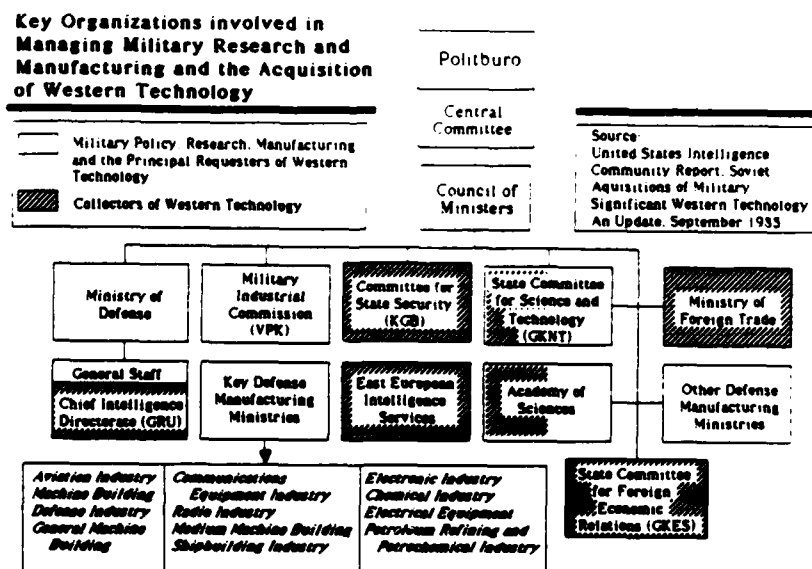 Key Organizations involved in
Managing Military Research and
Manufacturing and the Acquisition
of Western Technology
Politburo
Central
Committee
Council of
Ministers
Military Policy, Research, Manufacturing
and the Principal Requesters of Western
Technology
Collectors of Western Technology
Source:
United States Intelligence
Community Report, Soviet
Aquisitions of Military
Significant Western Technology
An Update, September 1985
Ministry of
Defense
Military
Industrial
Commission
(VPK)
Committee for
State Security
(KGB)
State Committee
for Science and
Technology
(GKNT)
Ministry of
Foreign Trade
General Staff
Chief Intelligence
Directorate (GRU)
Key Defense
Manufacturing
Ministries
East European
Intelligence
Services
Academy of
Sciences
Other Defense
Manufacturing
Ministries
Aviation Industry
Machine Building
Defense Industry
General Machine
Building
Communications
Equipment Industry
Radio Industry
Medium Machine Building
Shipbuilding Industry
Electronic Industry
Chemical Industry
Electrical Equipment
Petroleum Refining and
Petrochemical Industry
State Committee
for Foreign
Economic
Relations (GKES)